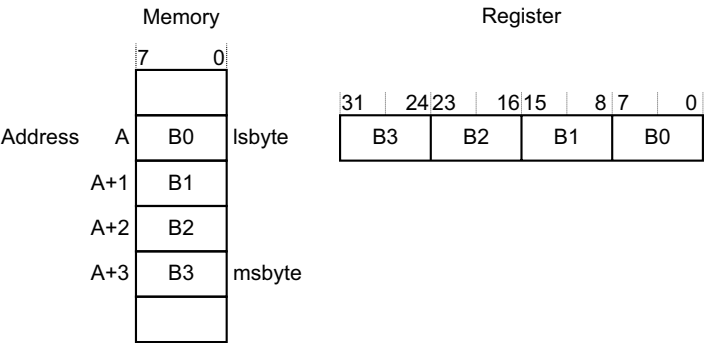 Memory Register
7 0
31 24 23 16 15 8 7 0
Address A B0 lsbyte B3 B2 B1 B0
A+1 B1
A+2 B2
A+3 B3 msbyte